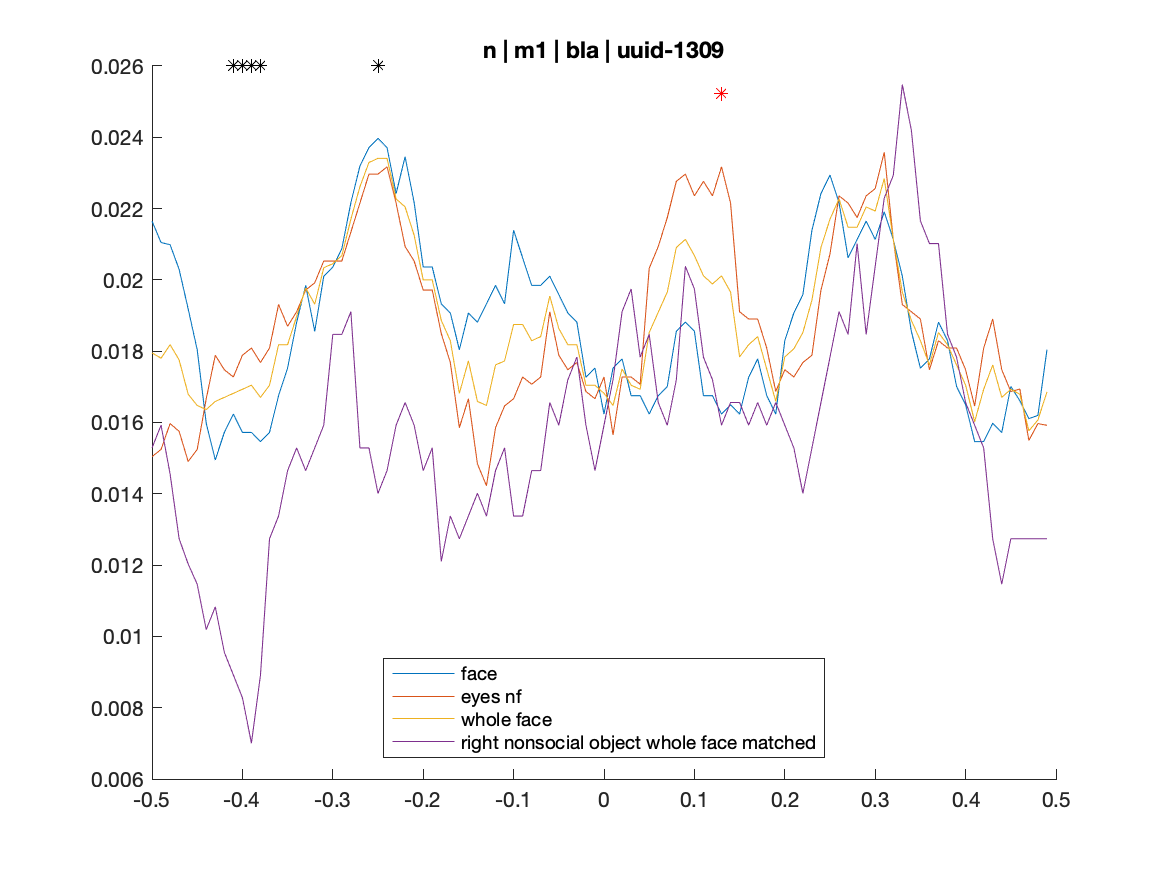 n | m1 | bla | uuid-1309
0.026
0.024
0.022
0.02
0.018
0.016
0.014
0.012
0.01
0.008
0.006
face
eyes nf
whole face
right nonsocial object whole face matched
-0.5 -0.4 -0.3 -0.2 -0.1 0 0.1 0.2 0.3 0.4 0.5